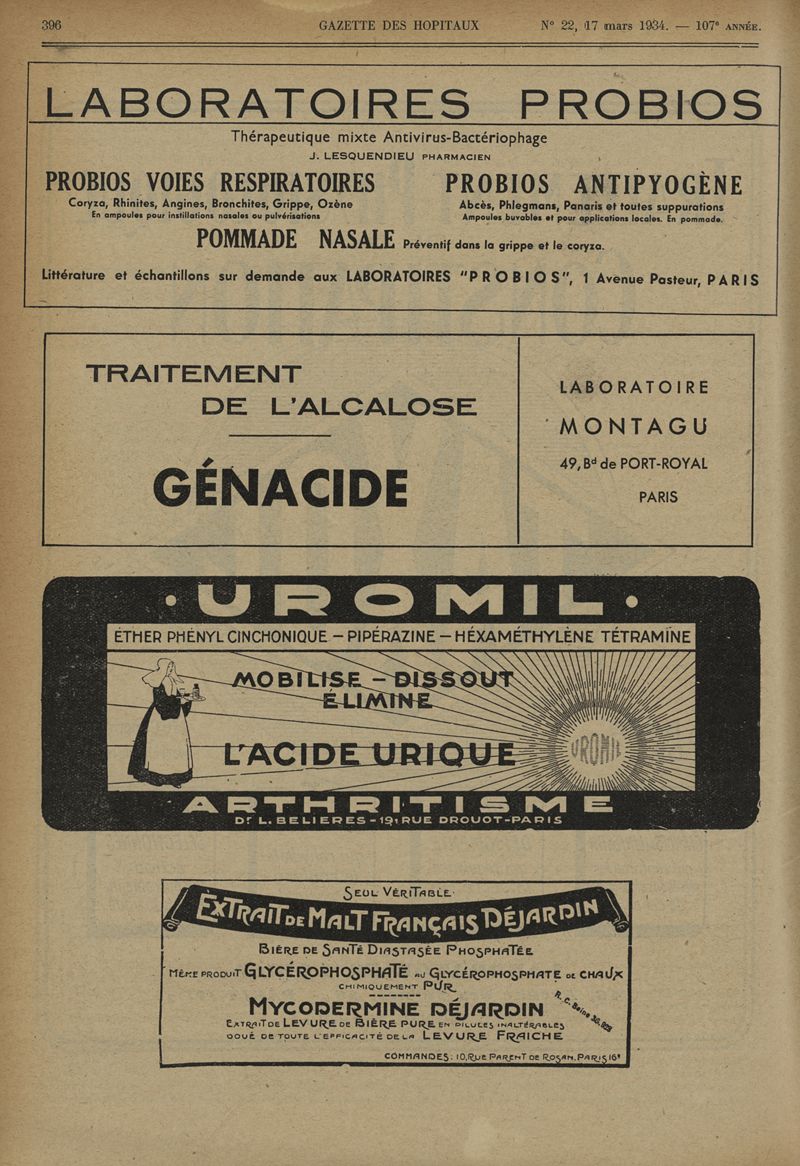 396 GAZETTE DES HOPITAUX N° 22, 17 mars 1934. — 107e ANNÉE.
LABORATOIRES PROBIOS
Thérapeutique mixte Antivirus-Bactériophage
J. LESQUENDIEU PHARMACIEN
PROBIOS VOIES RESPIRATOIRES
Coryza, Rhinites, Angines, Bronchites, Grippe, Ozène
En ampoules pour instillations nasales ou pulvérisations
PROBIOS ANTIPYOGÈNE
Abcès, Phlegmans, Panaris et toutes suppurations
Ampoules buvables et pour applications locales. En pommade.
POMMADE NASALE Préventif dans la grippe et le coryza.
Littérature et échantillons sur demande aux LABORATOIRES "PROBIOS", 1 Avenue Pasteur, PARIS
TRAITEMENT
DE L'ALCALOSE
GÉNACIDE
LABORATOIRE
MONTAGU
49, Bd de PORT-ROYAL
PARIS
·UROMIL·
ÉTHER PHÉNYL CINCHONIQUE – PIPÉRAZINE – HÉXAMÉTHYLÈNE TÉTRAMINE
MOBILISE – DISSOUT
ÉLIMINE
L'ACIDE URIQUE
UROMIL
ARTHRITISME
Dr L. BELIERES - 19, RUE DROUOT - PARIS
SEUL VÉRITABLE
EXTRAIT DE MALT FRANÇAIS DÉJARDIN
BIÈRE DE SANTÉ DIASTASÉE PHOSPHATÉE
MÊME PRODUIT GLYCÉROPHOSPHATÉ AU GLYCÉROPHOSPHATE DE CHAUX
CHIMIQUEMENT PUR
MYCODERMINE DÉJARDIN
R. C. Seine 30.825
EXTRAIT DE LEVURE DE BIÈRE PURE EN PILULES INALTÉRABLES
DOUÉ DE TOUTE L'EFFICACITÉ DE LA LEVURE FRAICHE
COMMANDES: 10, RUE PARENT DE ROSAN, PARIS 16e